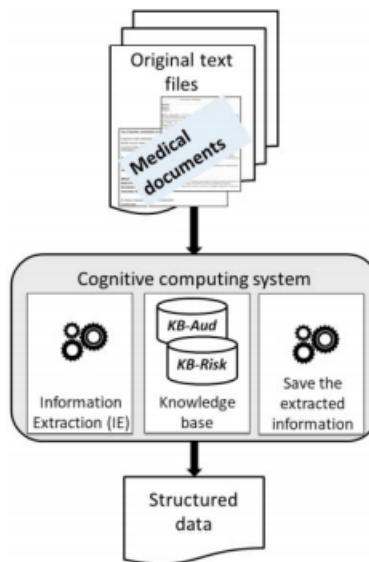 Original text
files
Medical
documents
Cognitive computing system
KB-Aud
KB-Risk
Information
Extraction (IE)
Knowledge
base
Save the
extracted
information
Structured
data